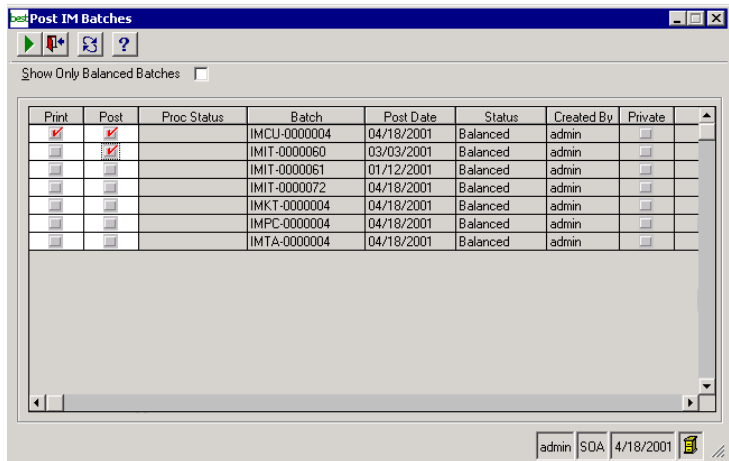 best Post IM Batches
?
Show Only Balanced Batches
Print Post Proc Status Batch Post Date Status Created By Private
IMCU-0000004 04/18/2001 Balanced admin
IMIT-0000060 03/03/2001 Balanced admin
IMIT-0000061 01/12/2001 Balanced admin
IMIT-0000072 04/18/2001 Balanced admin
IMKT-0000004 04/18/2001 Balanced admin
IMPC-0000004 04/18/2001 Balanced admin
IMTA-0000004 04/18/2001 Balanced admin
admin SOA 4/18/2001